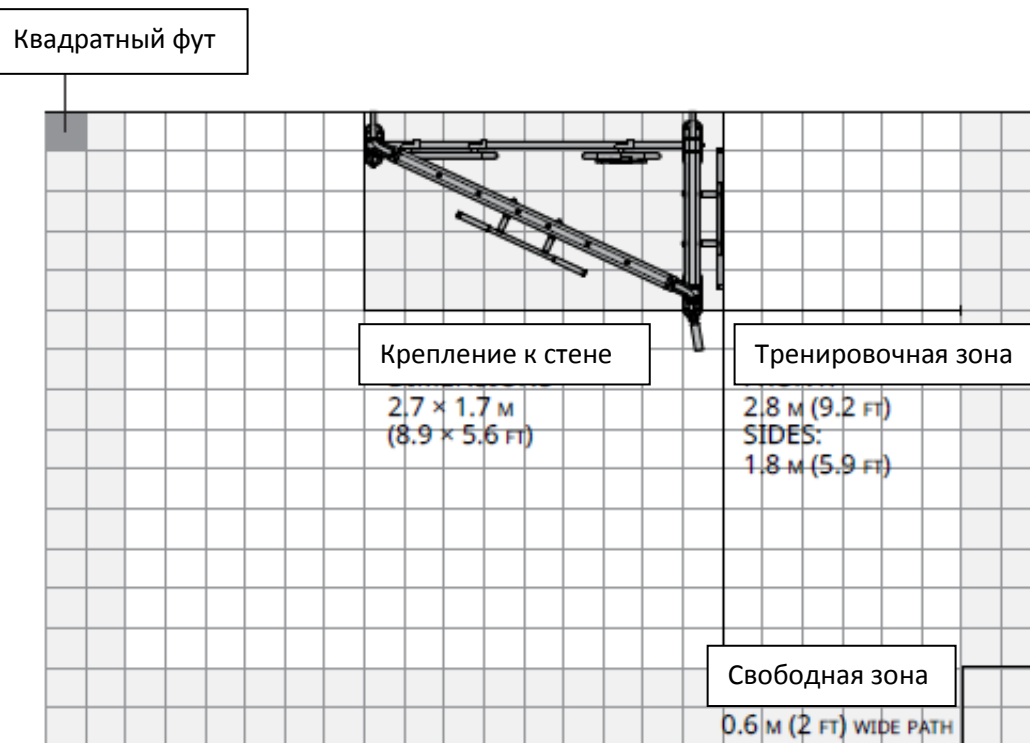 Квадратный фут
Крепление к стене
2.7 × 1.7 м
(8.9 × 5.6 FT)
Тренировочная зона
2.8 м (9.2 FT)
SIDES:
1.8 м (5.9 FT)
Свободная зона
0.6 м (2 FT) WIDE PATH